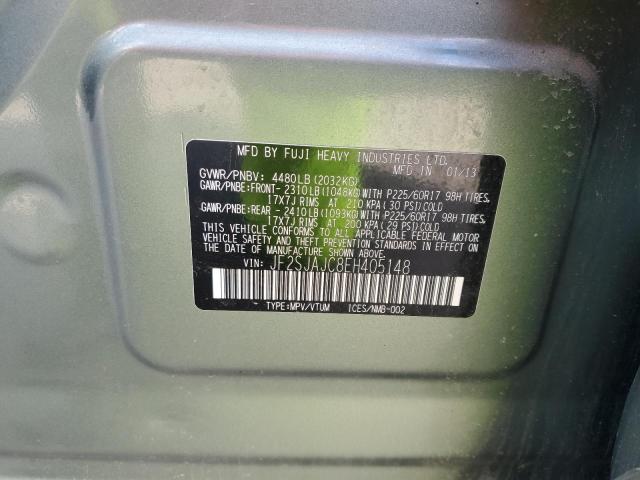 MFD BY FUJI HEAVY INDUSTRIES LTD.
MFD IN 01/13
GVWR/PNBV: 4480LB(2032KG)
GAWR/PNBE:FRONT- 2310LB(1048KG)WITH P225/60R17 98H TIRES,
17X7J RIMS AT 210 KPA(30 PSI)COLD
GAWR/PNBE:REAR - 2410LB(1093KG)WITH P225/60R17 98H TIRES,
17X7J RIMS AT 200 KPA(29 PSI)COLD
THIS VEHICLE CONFORMS TO ALL APPLICABLE FEDERAL MOTOR
VEHICLE SAFETY STANDARDS IN EFFECT ON THE
DATE OF MANUFACTURE SHOWN ABOVE.
VIN: JF2SJAJC8EH405148
TYPE:MPV/VTUM ICES/NMB-002